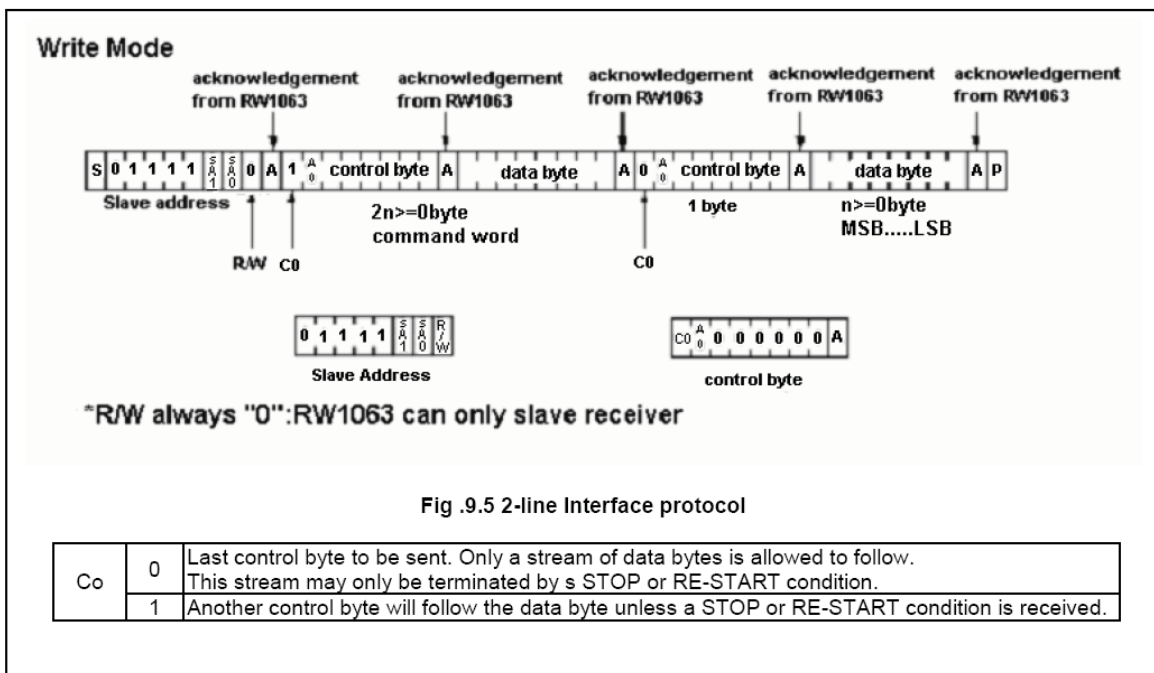 Write Mode
acknowledgement from RW1063
acknowledgement from RW1063
acknowledgement from RW1063
acknowledgement from RW1063
acknowledgement from RW1063
S 0 1 1 1 1 SA1 SA0 0 A 1 A0 control byte A data byte A 0 A0 control byte A data byte A P
Slave address
2n>=0byte
command word
1 byte
n>=0byte
MSB.....LSB
R/W C0
C0
0 1 1 1 1 SA1 SA0 R/W
C0 A0 0 0 0 0 0 0 A
Slave Address
control byte
*R/W always "0":RW1063 can only slave receiver
Fig .9.5 2-line Interface protocol
Co
0
Last control byte to be sent. Only a stream of data bytes is allowed to follow.
This stream may only be terminated by s STOP or RE-START condition.
1
Another control byte will follow the data byte unless a STOP or RE-START condition is received.